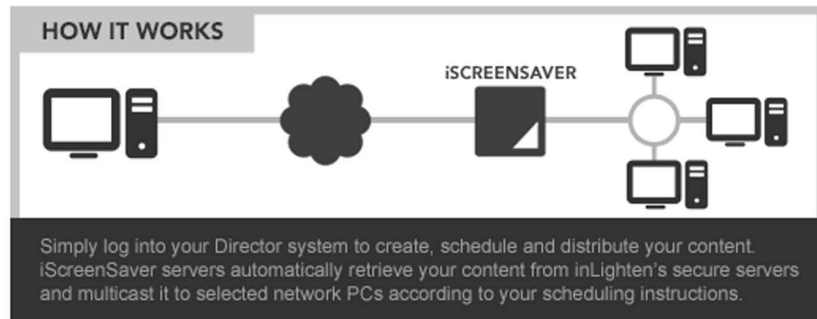 HOW IT WORKS
iSCREENSAVER
Simply log into your Director system to create, schedule and distribute your content.
iScreenSaver servers automatically retrieve your content from inLighten's secure servers
and multicast it to selected network PCs according to your scheduling instructions.